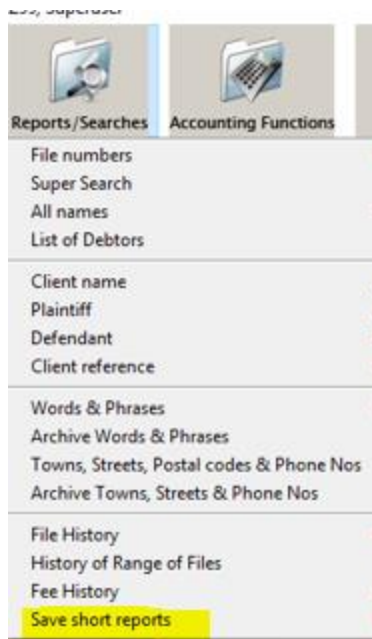 Superuser
Reports/Searches Accounting Functions
File numbers
Super Search
All names
List of Debtors
Client name
Plaintiff
Defendant
Client reference
Words & Phrases
Archive Words & Phrases
Towns, Streets, Postal codes & Phone Nos
Archive Towns, Streets & Phone Nos
File History
History of Range of Files
Fee History
Save short reports